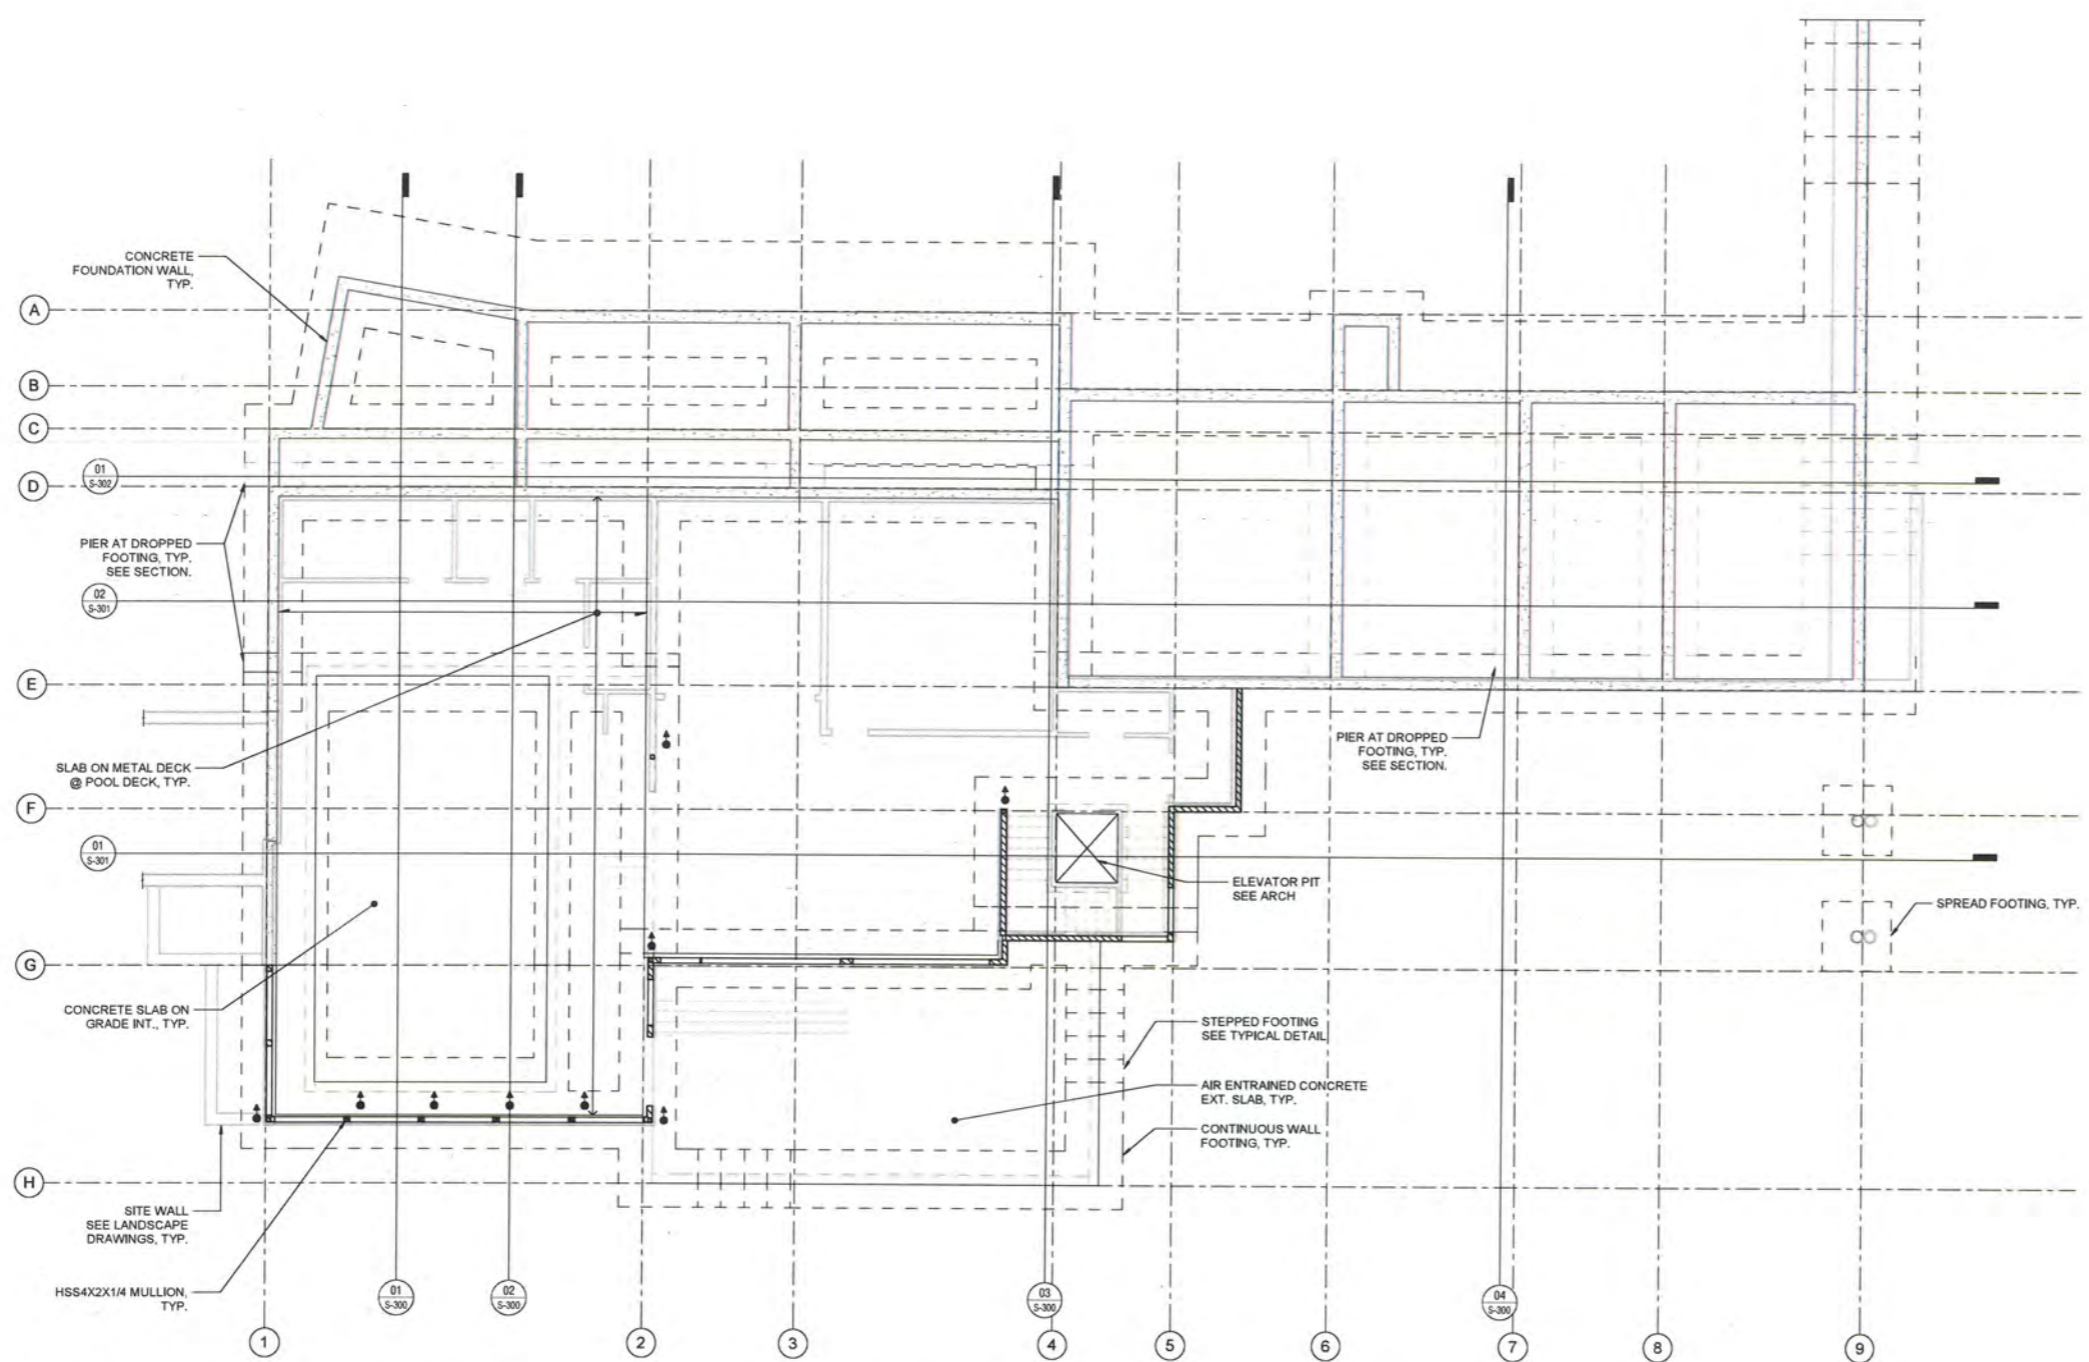 CONCRETE
FOUNDATION WALL,
TYP.
A
B
C
01
S-302
D
PIER AT DROPPED
FOOTING, TYP.
SEE SECTION.
02
S-301
E
SLAB ON METAL DECK
@ POOL DECK, TYP.
PIER AT DROPPED
FOOTING, TYP.
SEE SECTION.
F
01
S-301
ELEVATOR PIT
SEE ARCH
SPREAD FOOTING, TYP.
G
CONCRETE SLAB ON
GRADE INT., TYP.
STEPPED FOOTING
SEE TYPICAL DETAIL
AIR ENTRAINED CONCRETE
EXT. SLAB, TYP.
CONTINUOUS WALL
FOOTING, TYP.
H
SITE WALL
SEE LANDSCAPE
DRAWINGS, TYP.
HSS4X2X1/4 MULLION,
TYP.
01
S-300
02
S-300
03
S-300
04
S-300
1
2
3
4
5
6
7
8
9